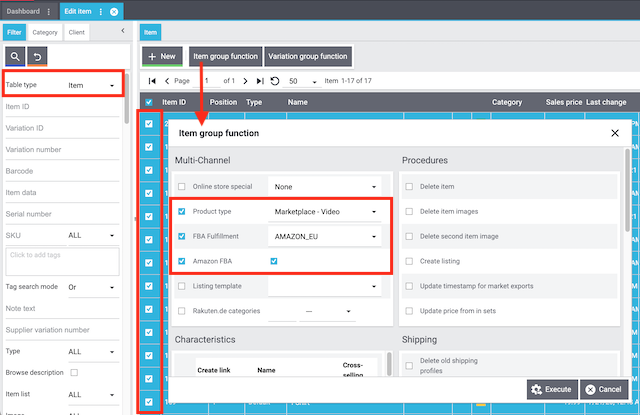 Dashboard
Edit item
Filter
Category
Client
Item
New
Item group function
Variation group function
Page
1
of 1
50
Item 1-17 of 17
Table type
Item
Item ID
Position
Type
Name
Category
Sales price
Last change
Item ID
Variation ID
Variation number
Barcode
Item data
Serial number
SKU
ALL
Click to add tags
Tag search mode
Or
Note text
Supplier variation number
Type
ALL
Browse description
Item list
ALL
Item group function
Multi-Channel
Online store special
None
Product type
Marketplace - Video
FBA Fulfillment
AMAZON_EU
Amazon FBA
Listing template
Rakuten.de categories
—
Characteristics
Create link
Name
Cross-
selling
Procedures
Delete item
Delete item images
Delete second item image
Create listing
Update timestamp for market exports
Update price from in sets
Shipping
Delete old shipping
profiles
Execute
Cancel